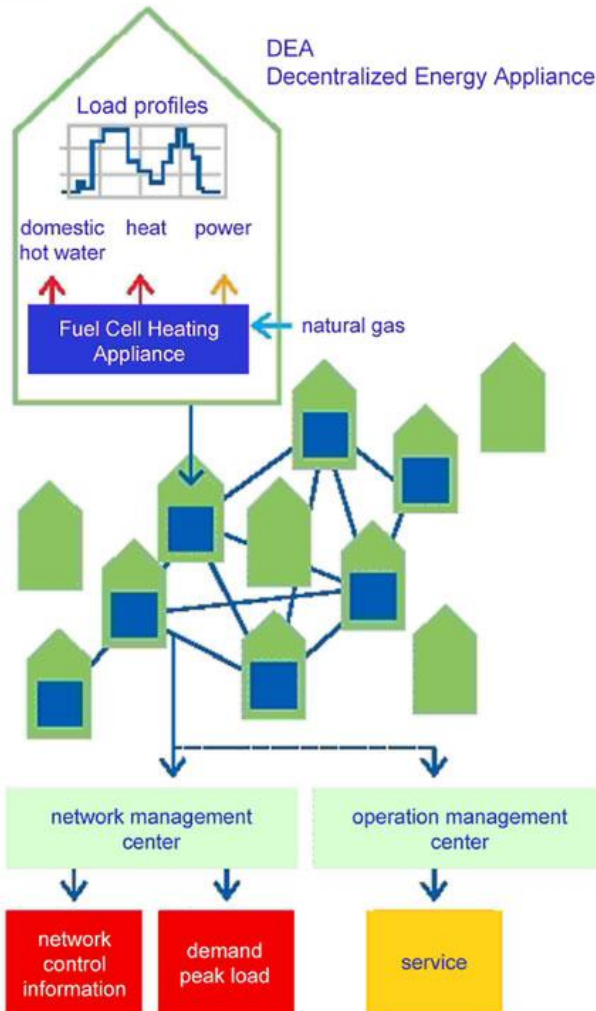 DEA
Decentralized Energy Appliance
Load profiles
domestic
hot water
heat
power
Fuel Cell Heating
Appliance
natural gas
network management
center
operation management
center
network
control
information
demand
peak load
service